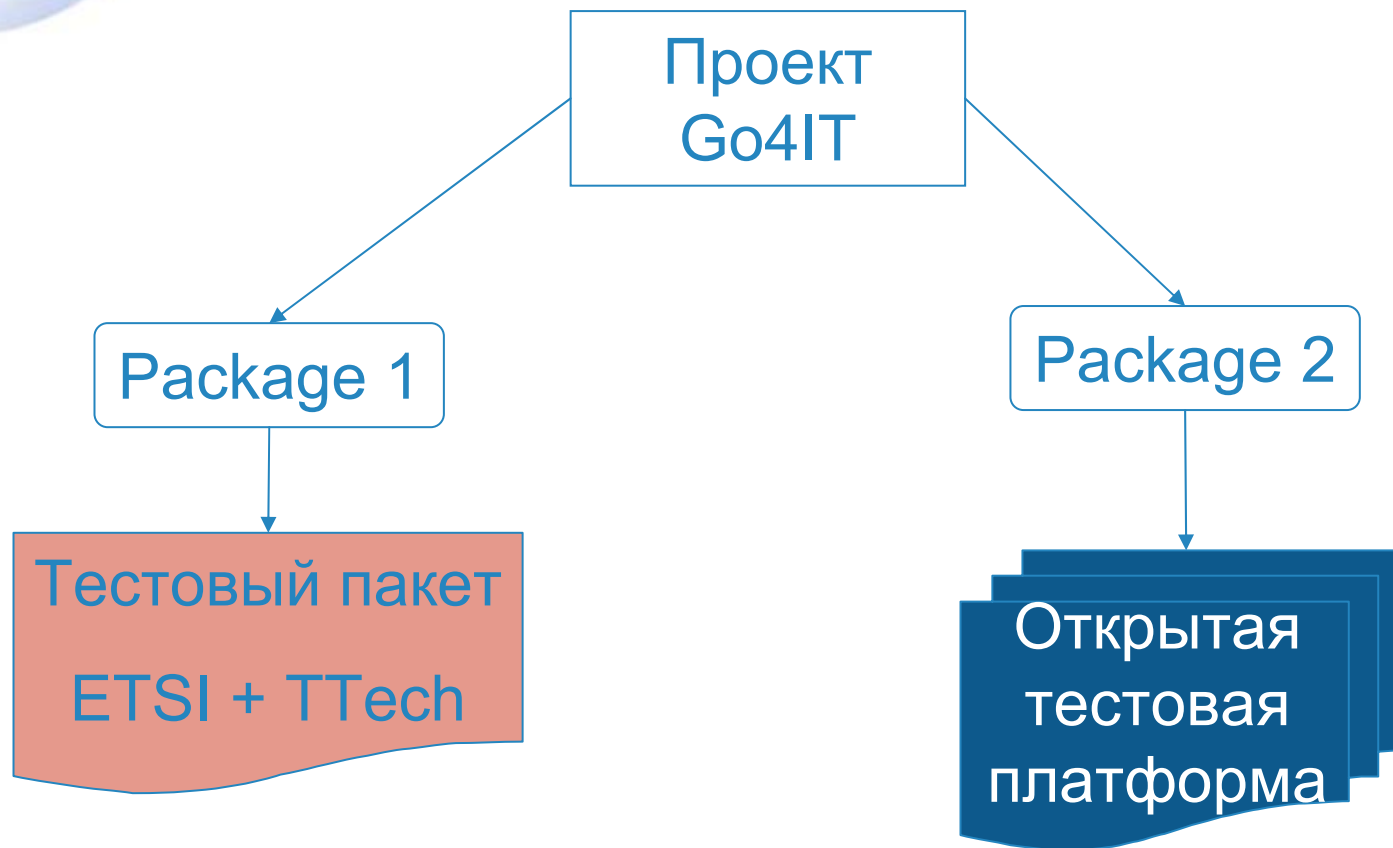 Проект
Go4IT
Package 1
Package 2
Тестовый пакет
ETSI + TTech
Открытая
тестовая
платформа